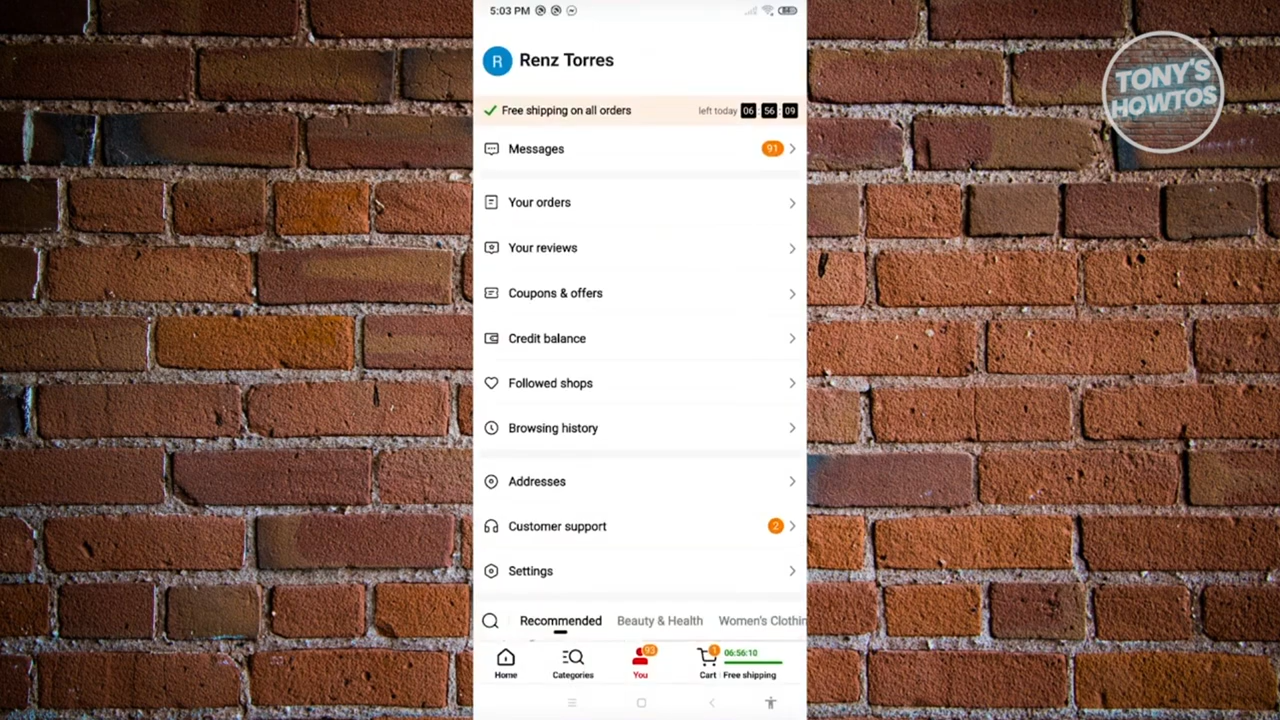 5:03 PM
TONY'S
HOWTOS
R Renz Torres
Free shipping on all orders left today 06 : 56 : 09
Messages 91
Your orders
Your reviews
Coupons & offers
Credit balance
Followed shops
Browsing history
Addresses
Customer support 2
Settings
Recommended Beauty & Health Women's Clothin
93 1 06:56:10
Home Categories You Cart Free shipping